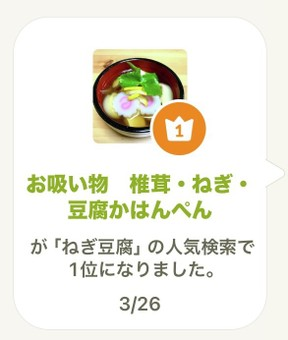 1
お吸い物　椎茸・ねぎ・
豆腐かはんぺん
が「ねぎ豆腐」の人気検索で
1位になりました。
3/26